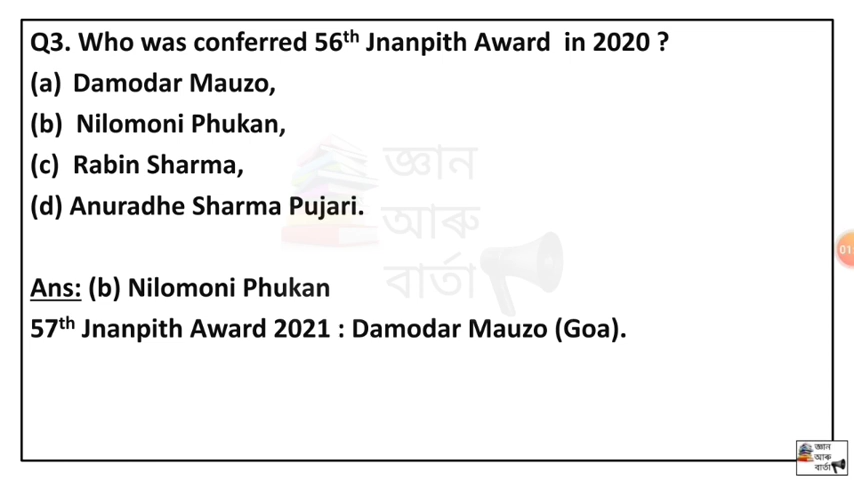 Q3. Who was conferred 56th Jnanpith Award in 2020 ?
(a) Damodar Mauzo,
(b) Nilomoni Phukan,
(c) Rabin Sharma,
(d) Anuradhe Sharma Pujari.
জ্ঞান
আৰু
বাৰ্তা
01
Ans: (b) Nilomoni Phukan
57th Jnanpith Award 2021 : Damodar Mauzo (Goa).
জ্ঞান
আৰু
বাৰ্তা